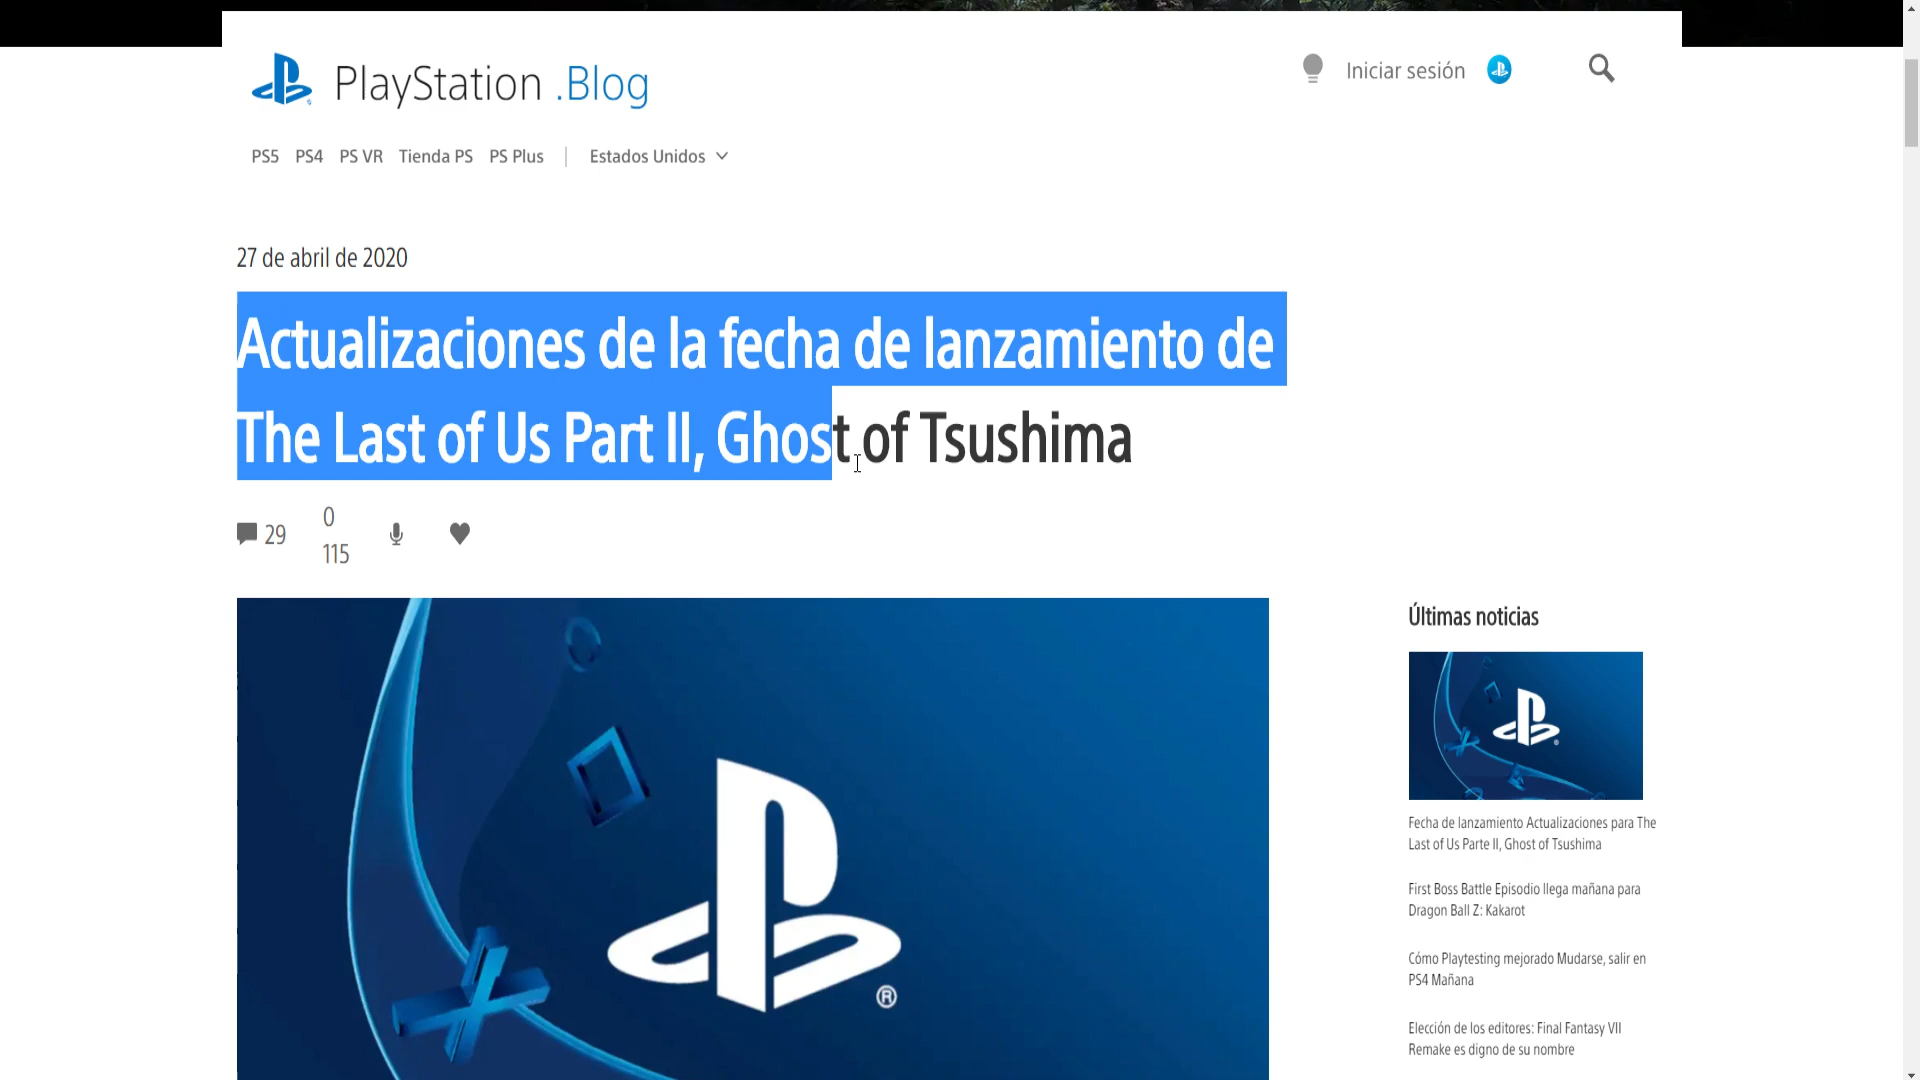 PlayStation .Blog
Iniciar sesión
PS5 PS4 PS VR Tienda PS PS Plus Estados Unidos
27 de abril de 2020
Actualizaciones de la fecha de lanzamiento de
The Last of Us Part II, Ghost of Tsushima
29
0
115
®
Últimas noticias
Fecha de lanzamiento Actualizaciones para The
Last of Us Parte II, Ghost of Tsushima
First Boss Battle Episodio llega mañana para
Dragon Ball Z: Kakarot
Cómo Playtesting mejorado Mudarse, salir en
PS4 Mañana
Elección de los editores: Final Fantasy VII
Remake es digno de su nombre